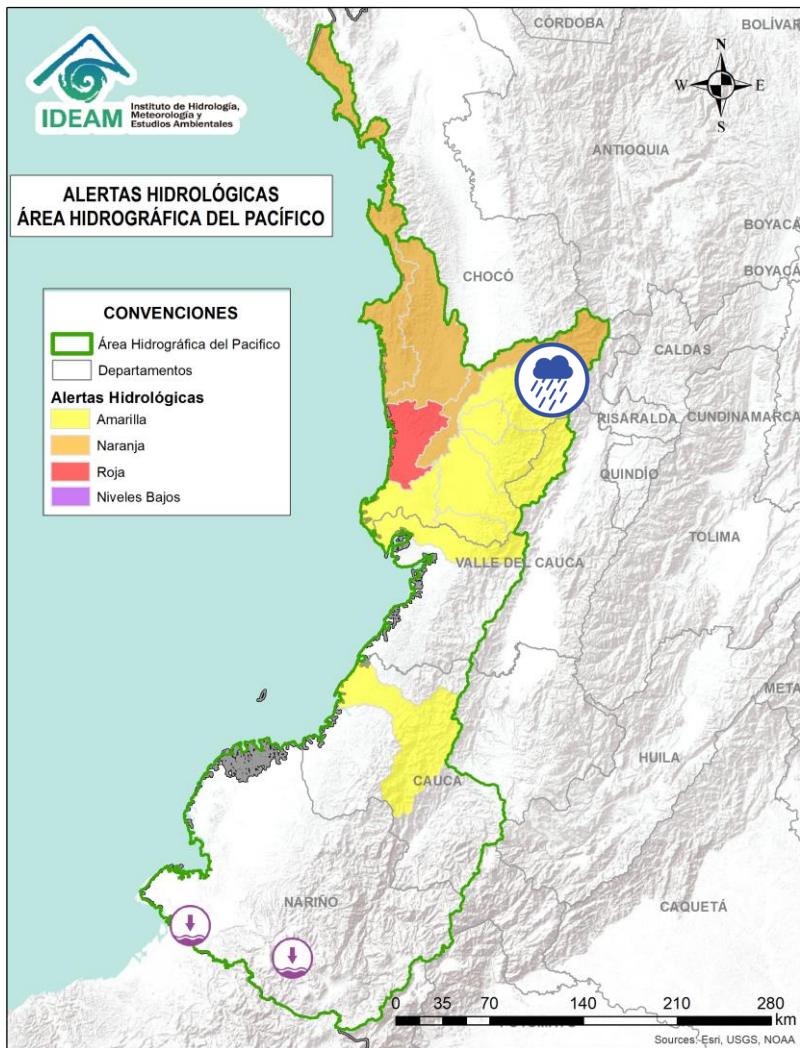 IDEAM
Instituto de Hidrología,
Meteorología y
Estudios Ambientales
ALERTAS HIDROLÓGICAS
ÁREA HIDROGRÁFICA DEL PACÍFICO
CONVENCIONES
Área Hidrográfica del Pacifico
Departamentos
Alertas Hidrológicas
Amarilla
Naranja
Roja
Niveles Bajos
N
W E
S
CÓRDOBA
BOLÍVAR
ANTIOQUIA
BOYACÁ
BOYACÁ
CHOCÓ
CALDAS
RISARALDA
CUNDINAMARCA
QUINDÍO
TOLIMA
VALLE DEL CAUCA
META
HUILA
CAUCA
NARIÑO
CAQUETÁ
0 35 70 140 210 280
km
Sources: Esri, USGS, NOAA